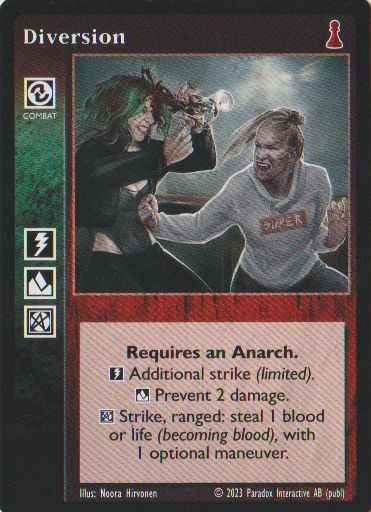 Diversion
COMBAT
SUPER
Requires an Anarch.
Additional strike (limited).
Prevent 2 damage.
Strike, ranged: steal 1 blood
or life (becoming blood), with
1 optional maneuver.
Illus: Noora Hirvonen © 2023 Paradox Interactive AB (publ)